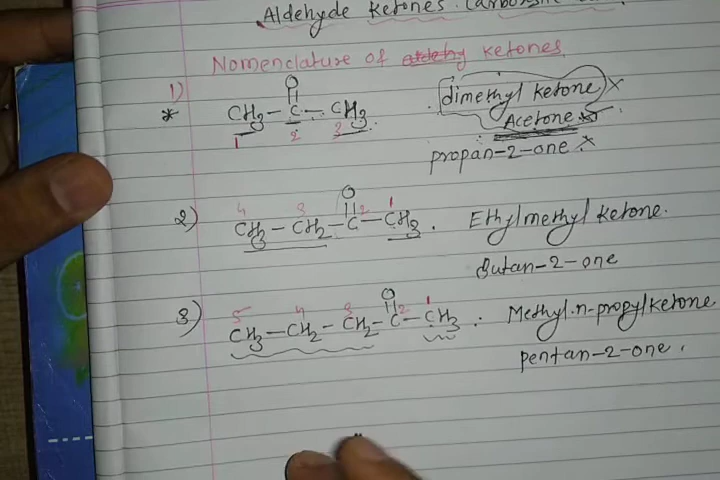 Aldehyde ketones. Carboxylic
Nomenclature of ketones
1)
*
O
CH3-C-CH3
1 2 3
dimethyl ketone x
Acetone
propan-2-one x
2)
O
4 3 2 1
CH3-CH2-C-CH3.
Ethylmethyl ketone.
Butan-2-one
3)
O
5 4 3 2 1
CH3-CH2-CH2-C-CH3.
Methyl-n-propylketone
pentan-2-one.